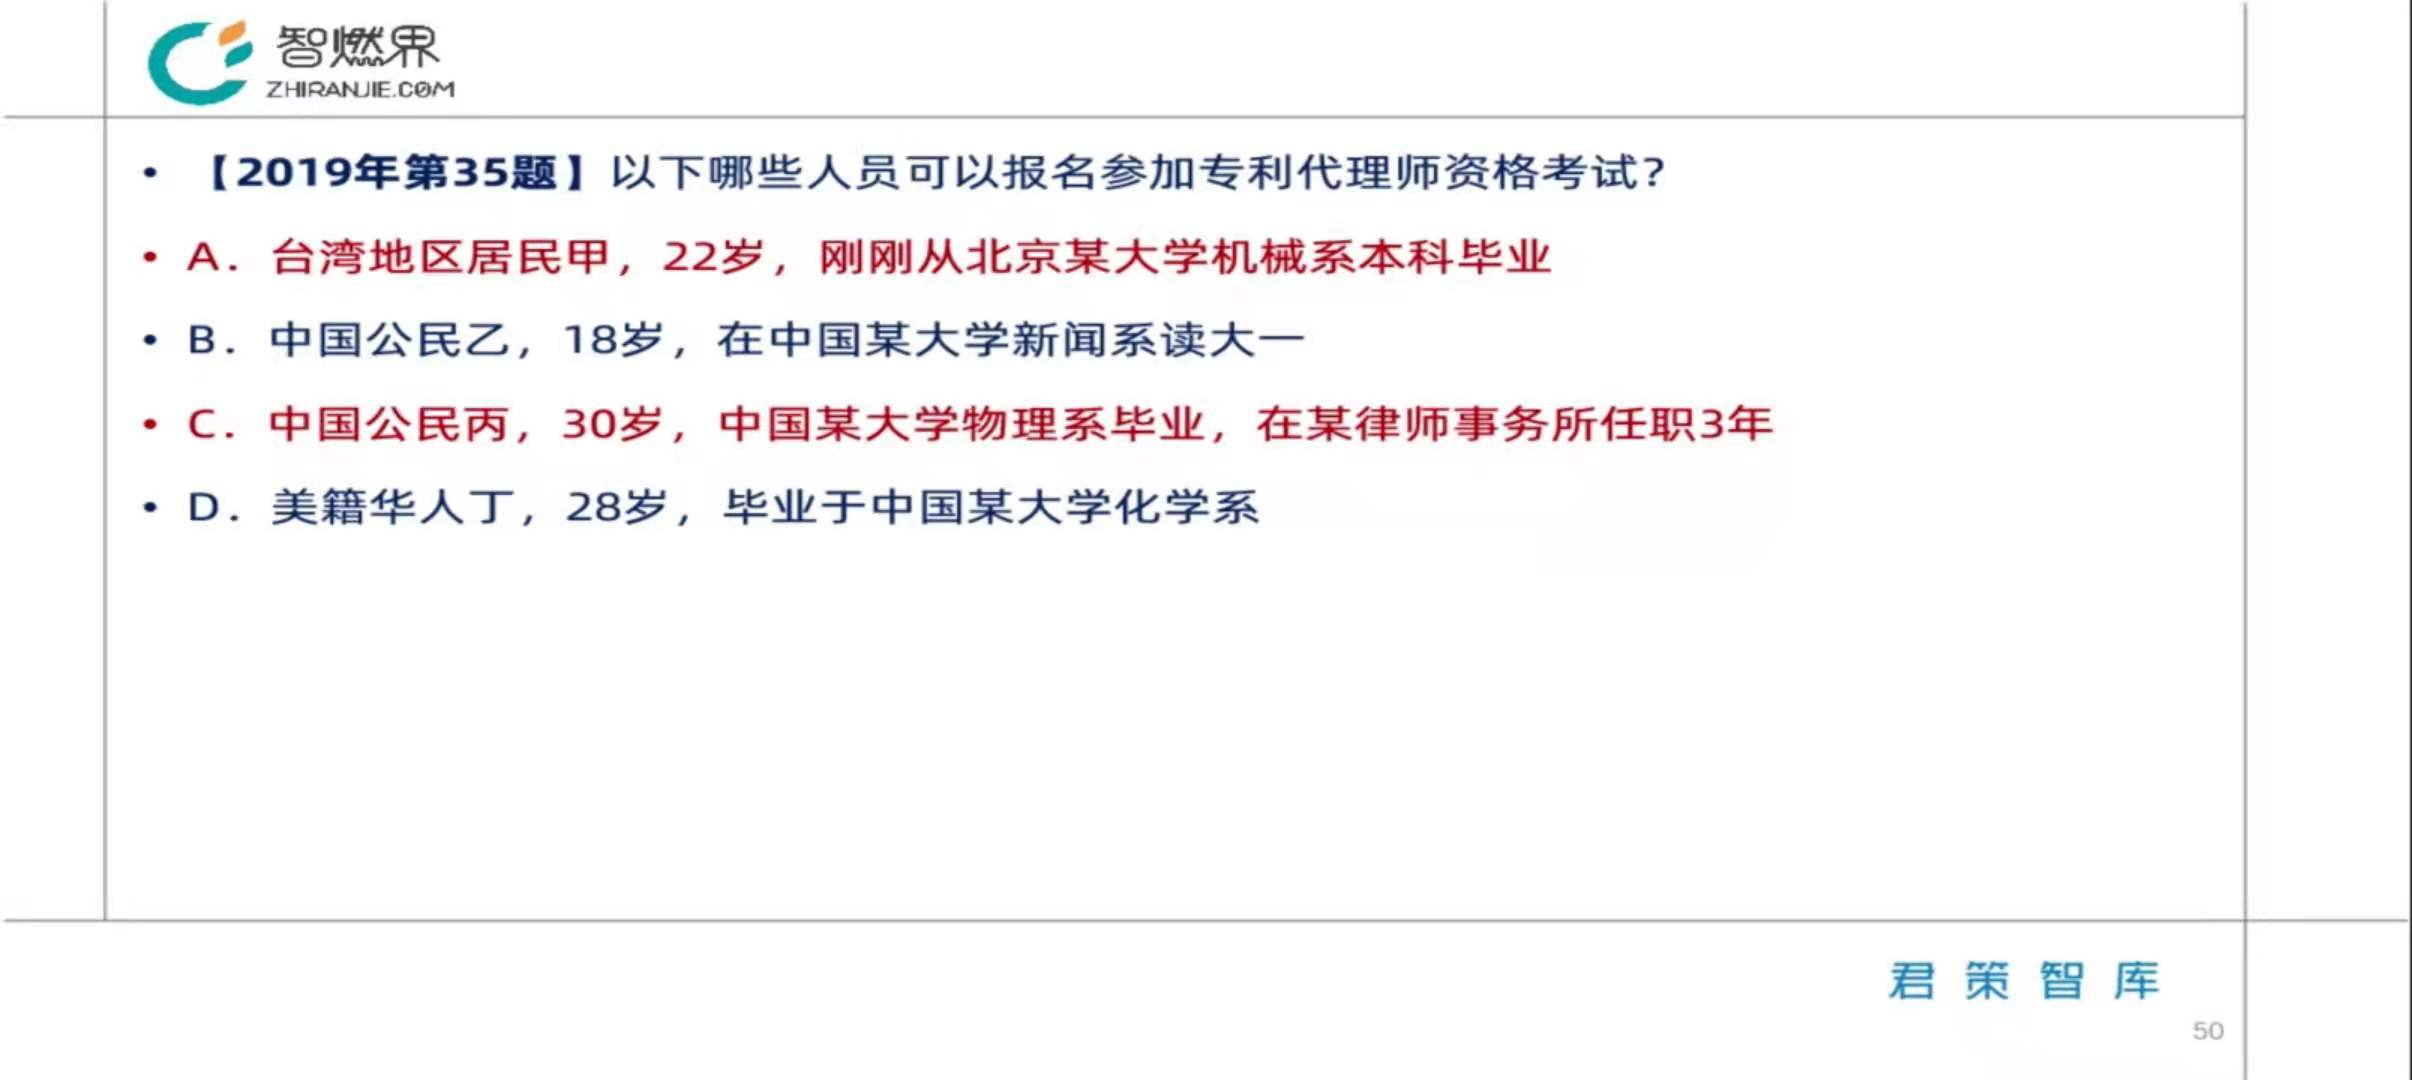 智燃界
ZHIRANJIE.COM
• 【2019年第35题】以下哪些人员可以报名参加专利代理师资格考试?
• A. 台湾地区居民甲，22岁，刚刚从北京某大学机械系本科毕业
• B. 中国公民乙，18岁，在中国某大学新闻系读大一
• C. 中国公民丙，30岁，中国某大学物理系毕业，在某律师事务所任职3年
• D. 美籍华人丁，28岁，毕业于中国某大学化学系
君策智库
50